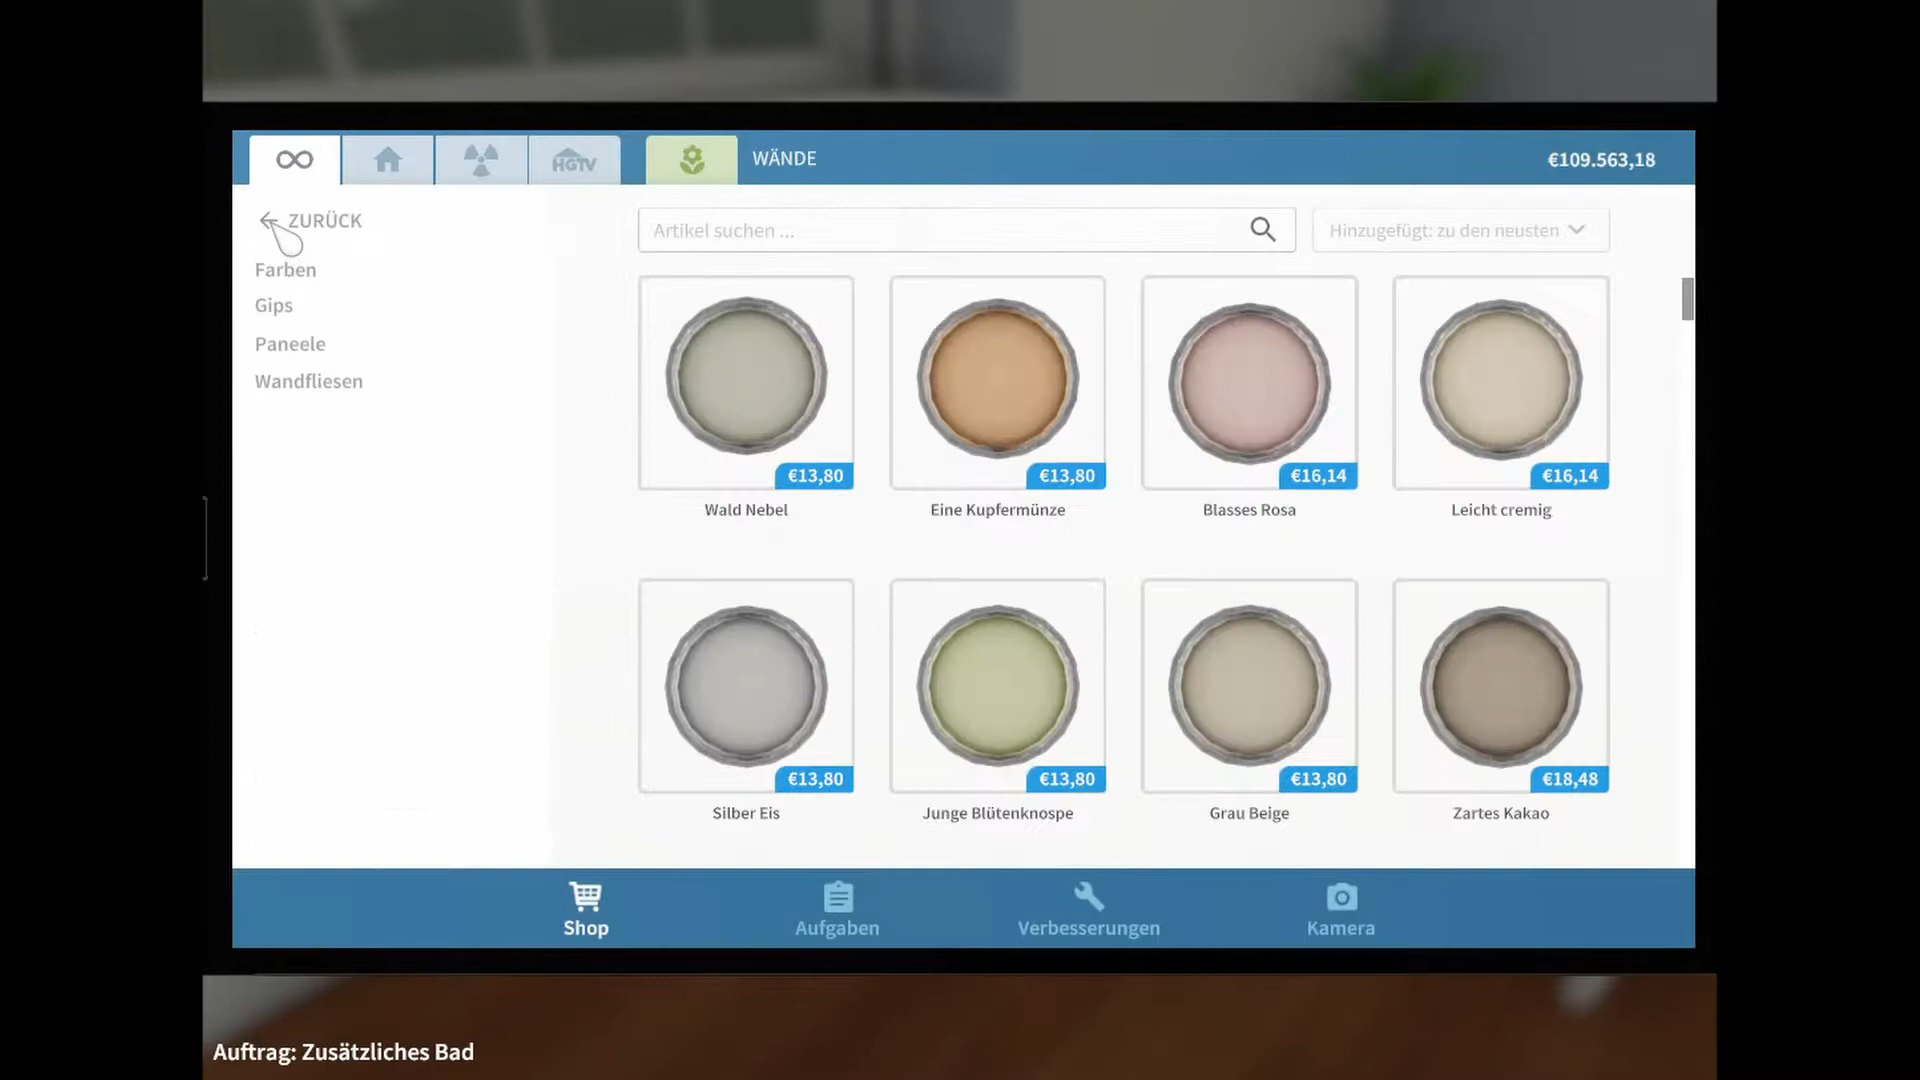 HGTV
WÄNDE
€109.563,18
ZURÜCK
Artikel suchen ...
Hinzugefügt: zu den neusten
Farben
Gips
Paneele
Wandfliesen
€13,80
€13,80
€16,14
€16,14
Wald Nebel
Eine Kupfermünze
Blasses Rosa
Leicht cremig
€13,80
€13,80
€13,80
€18,48
Silber Eis
Junge Blütenknospe
Grau Beige
Zartes Kakao
Shop
Aufgaben
Verbesserungen
Kamera
Auftrag: Zusätzliches Bad